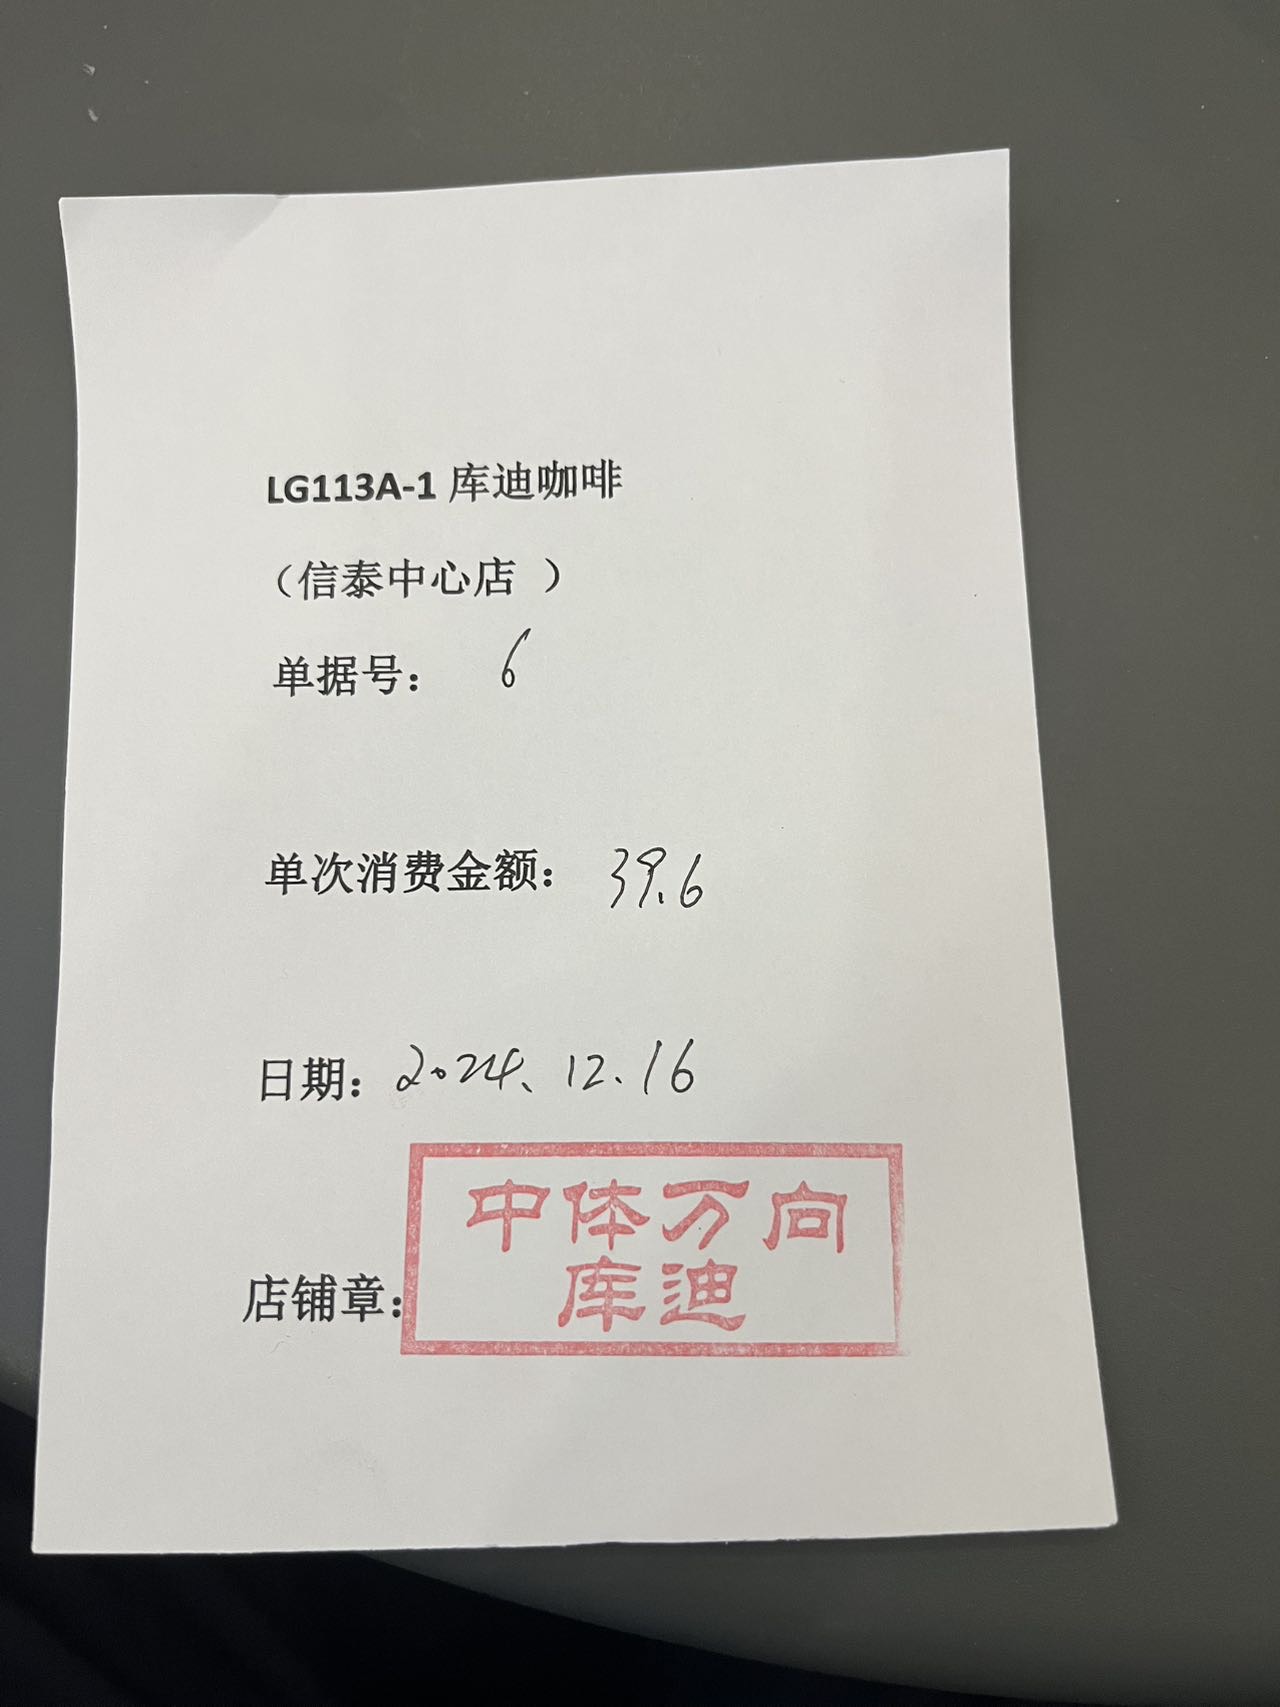 LG113A-1 库迪咖啡
（信泰中心店 ）
单据号： 6
单次消费金额： 39.6
日期：2024、12、16
店铺章：
中体万向
库迪